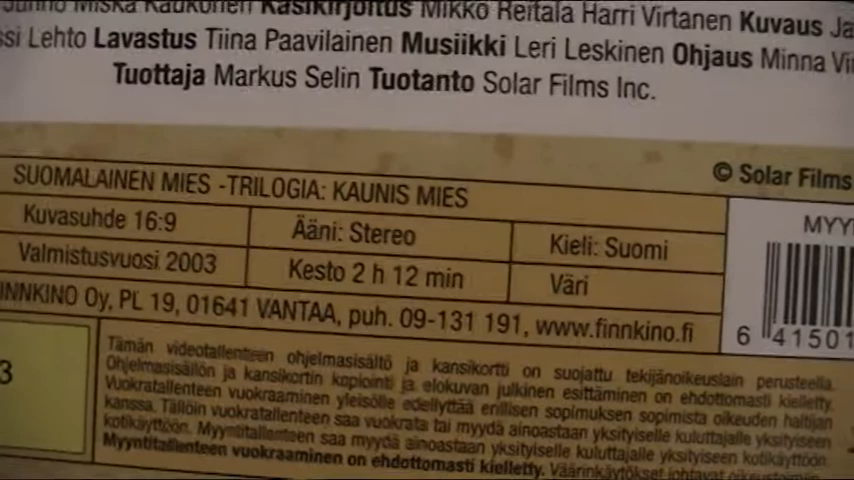 Miska Kaukonen Käsikirjoitus Mikko Reitala Harri Virtanen Kuvaus
Lehto Lavastus Tiina Paavilainen Musiikki Leri Leskinen Ohjaus Minna
Tuottaja Markus Selin Tuotanto Solar Films Inc.
© Solar Films
SUOMALAINEN MIES -TRILOGIA: KAUNIS MIES
Kuvasuhde 16:9 Ääni: Stereo Kieli: Suomi
Valmistusvuosi 2003 Kesto 2 h 12 min Väri
FINNKINO Oy, PL 19, 01641 VANTAA, puh. 09-131 191, www.finnkino.fi
MYY
6 41501
3
Tämän videotallenteen ohjelmasisältö ja kansikortti on suojattu tekijänoikeuslain perusteella.
Ohjelmasisällön ja kansikortin kopiointi ja elokuvan julkinen esittäminen on ehdottomasti kielletty.
Vuokratallenteen vuokraaminen yleisölle edellyttää erillisen sopimuksen sopimista oikeuden haltijan
kanssa. Tällöin vuokratallenteen saa vuokrata tai myydä ainoastaan yksityiselle kuluttajalle yksityiseen
kotikäyttöön. Myyntitallenteen saa myydä ainoastaan yksityiselle kuluttajalle yksityiseen kotikäyttöön.
Myyntitallenteen vuokraaminen on ehdottomasti kielletty. Väärinkäytökset johtavat